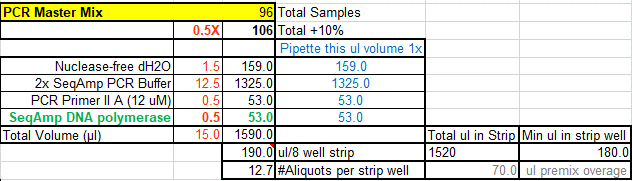 PCR Master Mix 96 Total Samples
0.5X 106 Total +10%
Pipette this ul volume 1x
Nuclease-free dH2O 1.5 159.0 159.0
2x SeqAmp PCR Buffer 12.5 1325.0 1325.0
PCR Primer II A (12 uM) 0.5 53.0 53.0
SeqAmp DNA polymerase 0.5 53.0 53.0
Total Volume (µl) 15.0 1590.0 Total ul in Strip Min ul in strip well
190.0 ul/8 well strip 1520 180.0
12.7 #Aliquots per strip well 70.0 ul premix overage